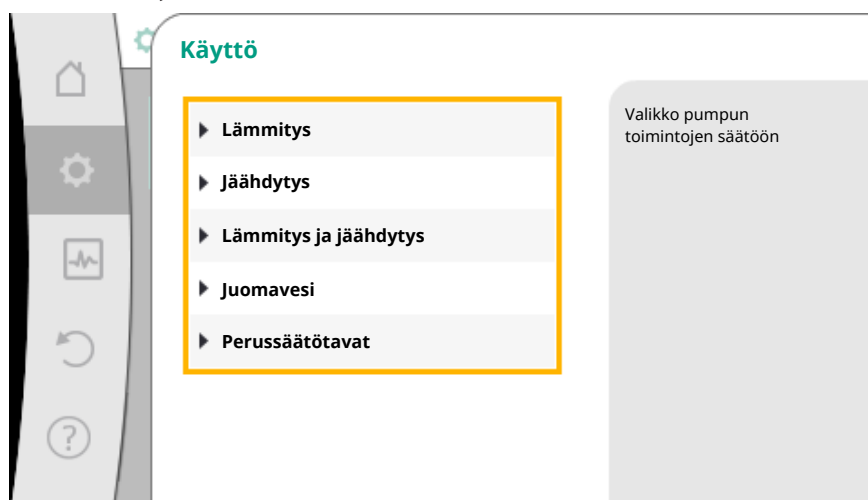 Käyttö
Lämmitys
Jäähdytys
Lämmitys ja jäähdytys
Juomavesi
Perussäätötavat
Valikko pumpun
toimintojen säätöön
?